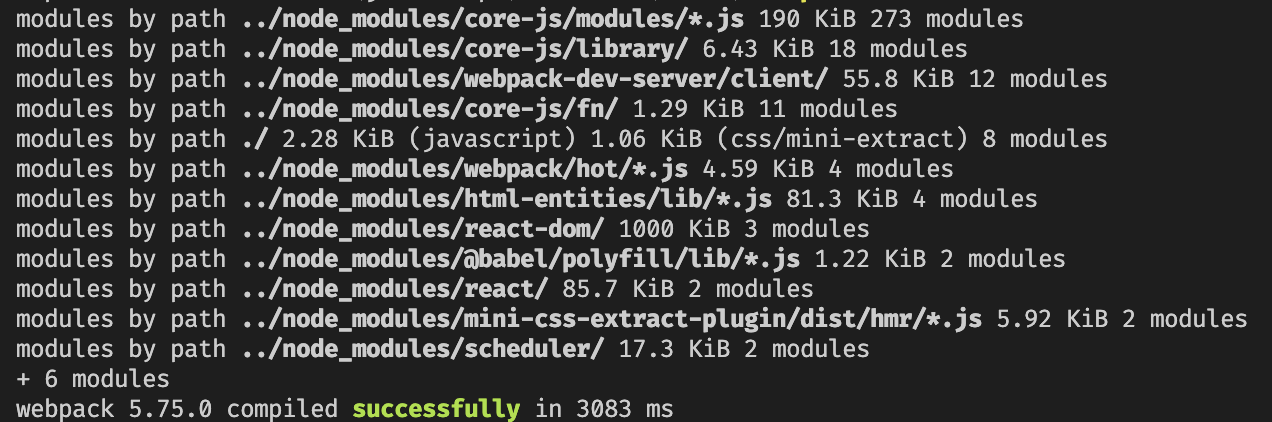 modules by path ../node_modules/core-js/modules/*.js 190 KiB 273 modules
modules by path ../node_modules/core-js/library/ 6.43 KiB 18 modules
modules by path ../node_modules/webpack-dev-server/client/ 55.8 KiB 12 modules
modules by path ../node_modules/core-js/fn/ 1.29 KiB 11 modules
modules by path ./ 2.28 KiB (javascript) 1.06 KiB (css/mini-extract) 8 modules
modules by path ../node_modules/webpack/hot/*.js 4.59 KiB 4 modules
modules by path ../node_modules/html-entities/lib/*.js 81.3 KiB 4 modules
modules by path ../node_modules/react-dom/ 1000 KiB 3 modules
modules by path ../node_modules/@babel/polyfill/lib/*.js 1.22 KiB 2 modules
modules by path ../node_modules/react/ 85.7 KiB 2 modules
modules by path ../node_modules/mini-css-extract-plugin/dist/hmr/*.js 5.92 KiB 2 modules
modules by path ../node_modules/scheduler/ 17.3 KiB 2 modules
+ 6 modules
webpack 5.75.0 compiled successfully in 3083 ms